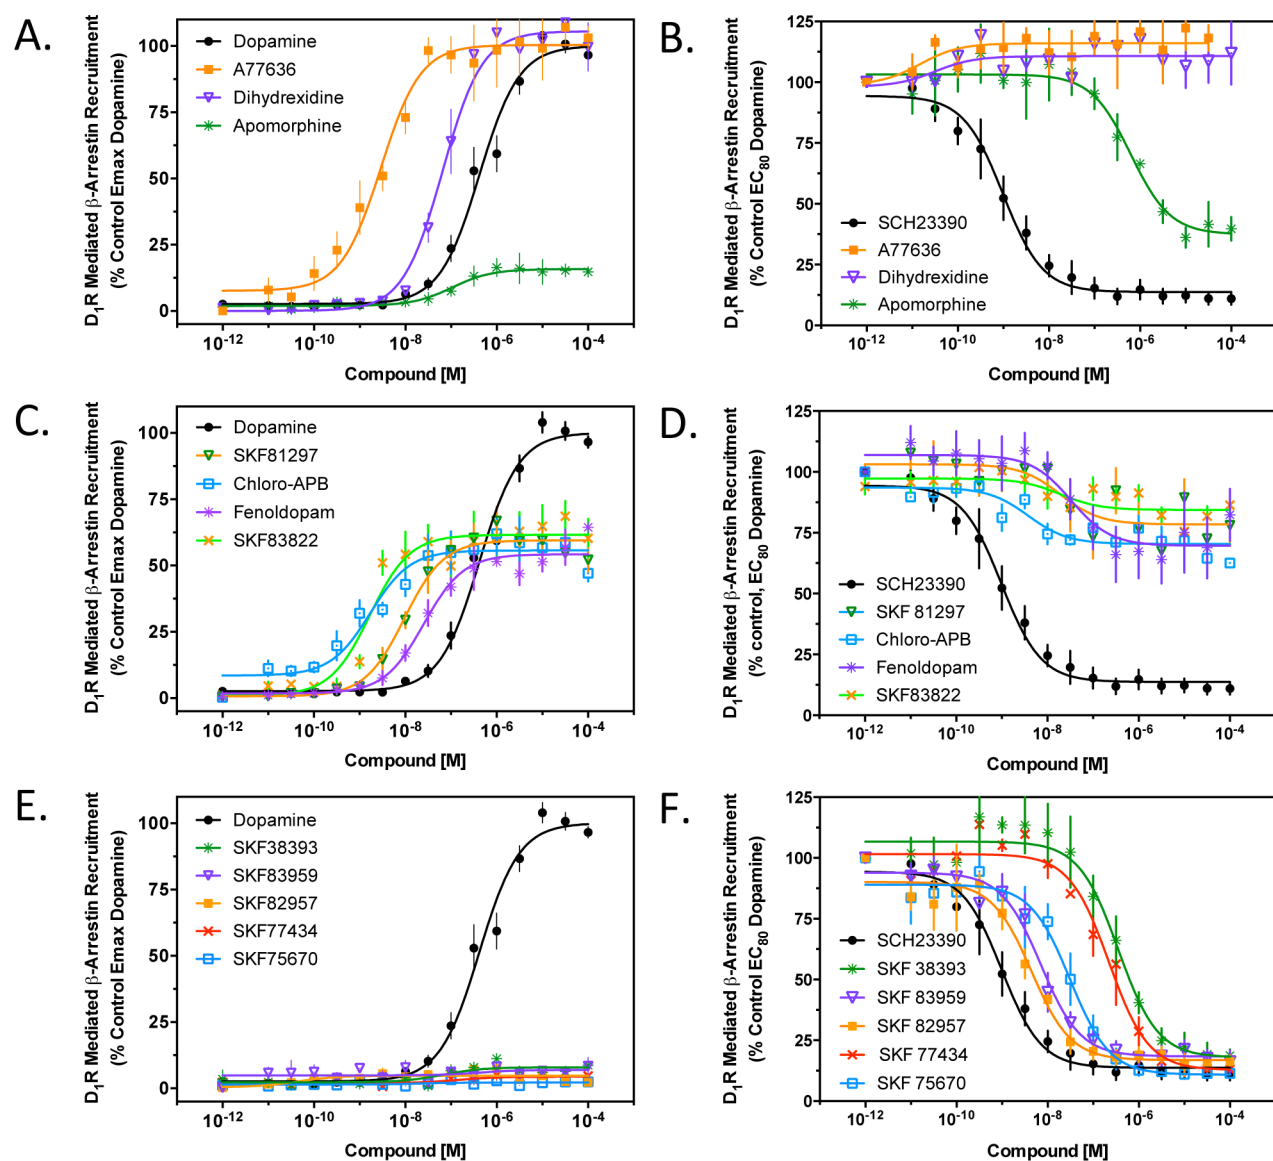 A.
D1R Mediated β-Arrestin Recruitment
(% Control Emax Dopamine)
100
75
50
25
0
Dopamine
A77636
Dihydrexidine
Apomorphine
10-12
10-10
10-8
10-6
10-4
Compound [M]
B.
D1R Mediated β-Arrestin Recruitment
(% Control EC80 Dopamine)
125
100
75
50
25
0
SCH23390
A77636
Dihydrexidine
Apomorphine
10-12
10-10
10-8
10-6
10-4
Compound [M]
C.
D1R Mediated β-Arrestin Recruitment
(% Control Emax Dopamine)
100
75
50
25
0
Dopamine
SKF81297
Chloro-APB
Fenoldopam
SKF83822
10-12
10-10
10-8
10-6
10-4
Compound [M]
D.
D1R Mediated β-Arrestin Recruitment
(% control, EC80 Dopamine)
125
100
75
50
25
0
SCH23390
SKF 81297
Chloro-APB
Fenoldopam
SKF83822
10-12
10-10
10-8
10-6
10-4
Compound [M]
E.
D1R Mediated β-Arrestin Recruitment
(% Control Emax Dopamine)
100
75
50
25
0
Dopamine
SKF38393
SKF83959
SKF82957
SKF77434
SKF75670
10-12
10-10
10-8
10-6
10-4
Compound [M]
F.
D1R Mediated β-Arrestin Recruitment
(% Control EC80 Dopamine)
125
100
75
50
25
0
SCH23390
SKF 38393
SKF 83959
SKF 82957
SKF 77434
SKF 75670
10-12
10-10
10-8
10-6
10-4
Compound [M]